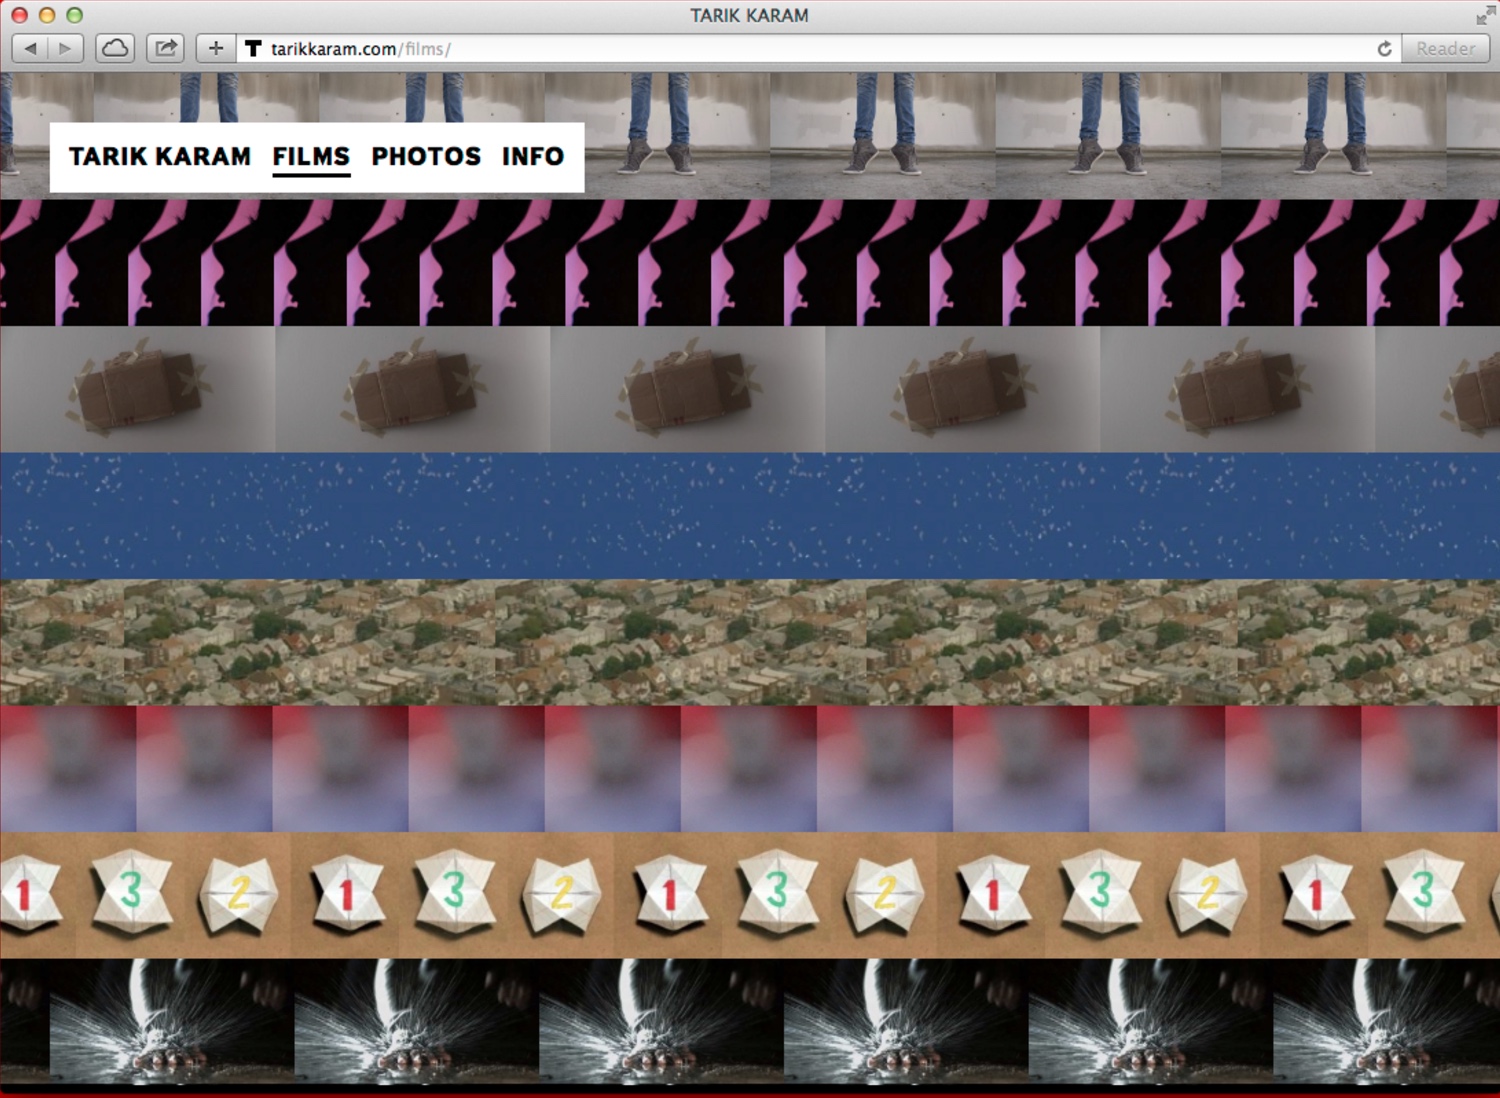 TARIK KARAM
tarikkaram.com/films/
Reader
TARIK KARAM FILMS PHOTOS INFO
1 3 2 1 3 2 1 3 2 1 3 2 1 3